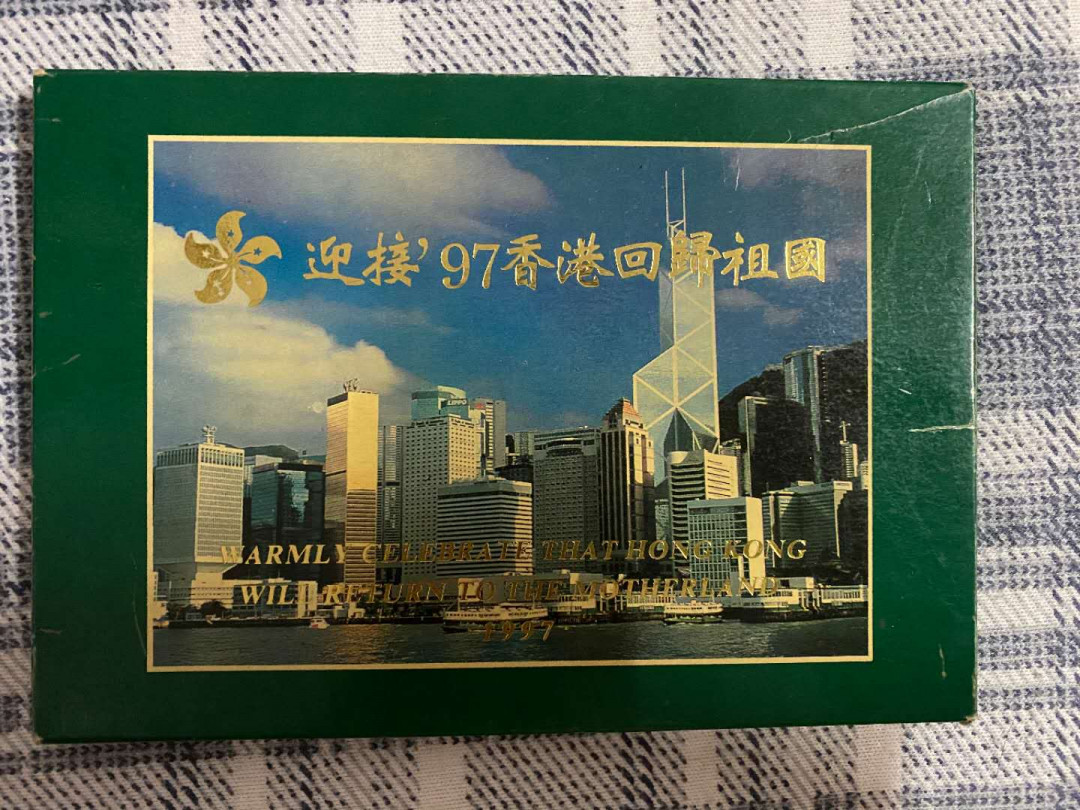 迎接'97香港回歸祖國
LIPPO
WARMLY CELEBRATE THAT HONG KONG
WILL RETURN TO THE MOTHERLAND
1997